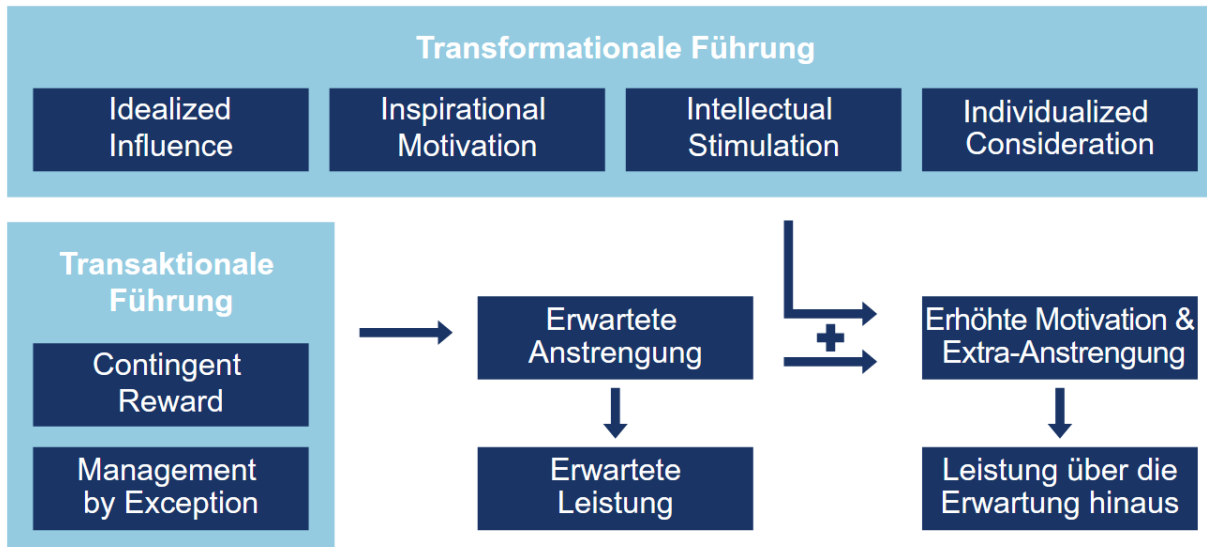 Transformationale Führung
Idealized
Influence
Inspirational
Motivation
Intellectual
Stimulation
Individualized
Consideration
Transaktionale
Führung
Contingent
Reward
Management
by Exception
Erwartete
Anstrengung
Erwartete
Leistung
Erhöhte Motivation &
Extra-Anstrengung
Leistung über die
Erwartung hinaus